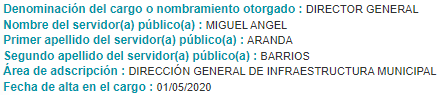 Denominación del cargo o nombramiento otorgado : DIRECTOR GENERAL
Nombre del servidor(a) público(a) : MIGUEL ANGEL
Primer apellido del servidor(a) público(a) : ARANDA
Segundo apellido del servidor(a) público(a) : BARRIOS
Área de adscripción : DIRECCIÓN GENERAL DE INFRAESTRUCTURA MUNICIPAL
Fecha de alta en el cargo : 01/05/2020